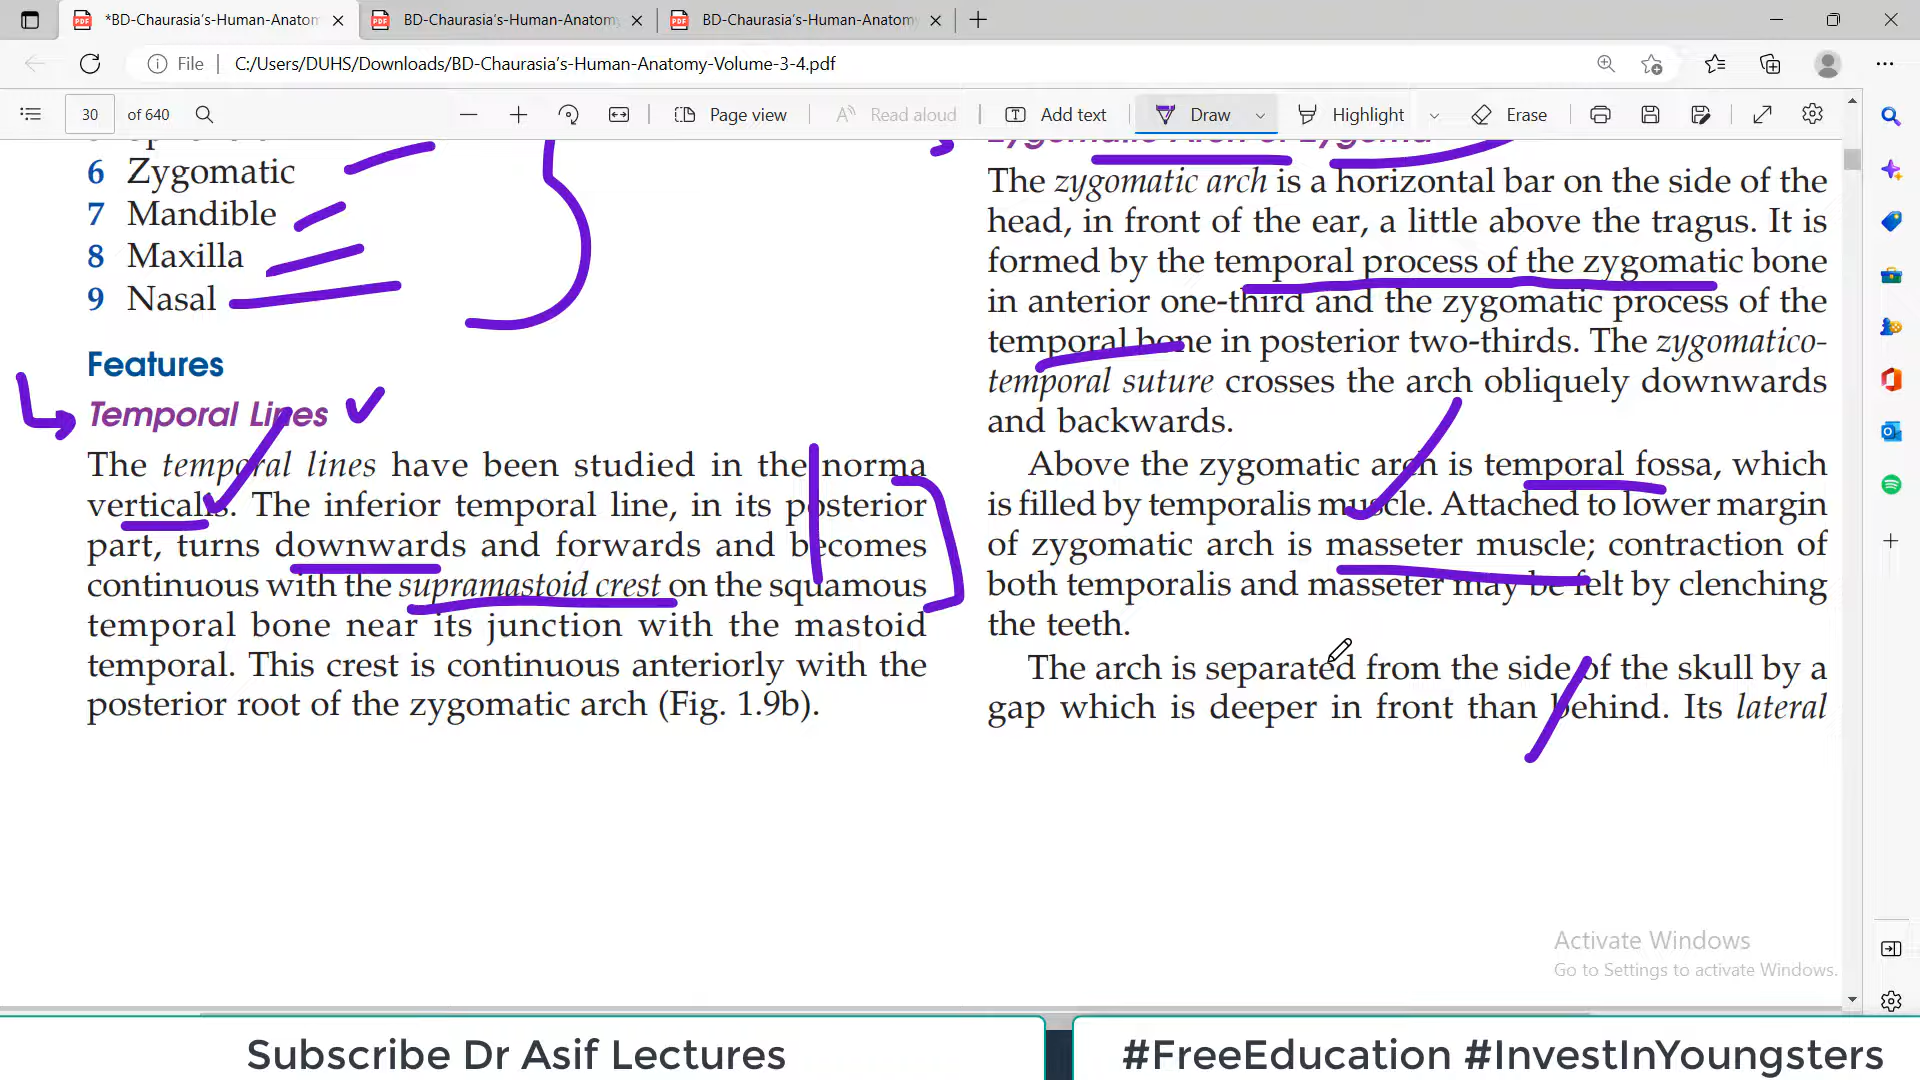 *BD-Chaurasia's-Human-Anatom
BD-Chaurasia's-Human-Anatomy
BD-Chaurasia's-Human-Anatomy
File
C:/Users/DUHS/Downloads/BD-Chaurasia's-Human-Anatomy-Volume-3-4.pdf
30 of 640
Page view
Read aloud
Add text
Draw
Highlight
Erase
6 Zygomatic
7 Mandible
8 Maxilla
9 Nasal
Features
Temporal Lines
The temporal lines have been studied in the norma
verticalis. The inferior temporal line, in its posterior
part, turns downwards and forwards and becomes
continuous with the supramastoid crest on the squamous
temporal bone near its junction with the mastoid
temporal. This crest is continuous anteriorly with the
posterior root of the zygomatic arch (Fig. 1.9b).
Zygomatic Arch or Zygoma
The zygomatic arch is a horizontal bar on the side of the
head, in front of the ear, a little above the tragus. It is
formed by the temporal process of the zygomatic bone
in anterior one-third and the zygomatic process of the
temporal bone in posterior two-thirds. The zygomatico-
temporal suture crosses the arch obliquely downwards
and backwards.
Above the zygomatic arch is temporal fossa, which
is filled by temporalis muscle. Attached to lower margin
of zygomatic arch is masseter muscle; contraction of
both temporalis and masseter may be felt by clenching
the teeth.
The arch is separated from the side of the skull by a
gap which is deeper in front than behind. Its lateral
Activate Windows
Go to Settings to activate Windows.
Subscribe Dr Asif Lectures
#FreeEducation #InvestInYoungsters